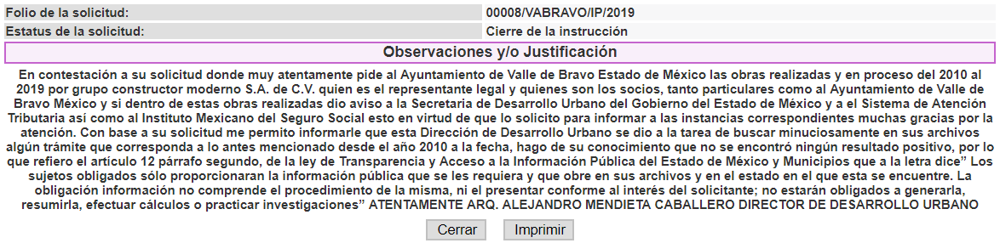 Folio de la solicitud: 00008/VABRAVO/IP/2019
Estatus de la solicitud: Cierre de la instrucción
Observaciones y/o Justificación
En contestación a su solicitud donde muy atentamente pide al Ayuntamiento de Valle de Bravo Estado de México las obras realizadas y en proceso del 2010 al
2019 por grupo constructor moderno S.A. de C.V. quien es el representante legal y quienes son los socios, tanto particulares como al Ayuntamiento de Valle de
Bravo México y si dentro de estas obras realizadas dio aviso a la Secretaria de Desarrollo Urbano del Gobierno del Estado de México y a el Sistema de Atención
Tributaria así como al Instituto Mexicano del Seguro Social esto en virtud de que lo solicito para informar a las instancias correspondientes muchas gracias por la
atención. Con base a su solicitud me permito informarle que esta Dirección de Desarrollo Urbano se dio a la tarea de buscar minuciosamente en sus archivos
algún trámite que corresponda a lo antes mencionado desde el año 2010 a la fecha, hago de su conocimiento que no se encontró ningún resultado positivo, por lo
que refiero el artículo 12 párrafo segundo, de la ley de Transparencia y Acceso a la Información Pública del Estado de México y Municipios que a la letra dice” Los
sujetos obligados sólo proporcionaran la información pública que se les requiera y que obre en sus archivos y en el estado en el que esta se encuentre. La
obligación información no comprende el procedimiento de la misma, ni el presentar conforme al interés del solicitante; no estarán obligados a generarla,
resumirla, efectuar cálculos o practicar investigaciones” ATENTAMENTE ARQ. ALEJANDRO MENDIETA CABALLERO DIRECTOR DE DESARROLLO URBANO
Cerrar Imprimir